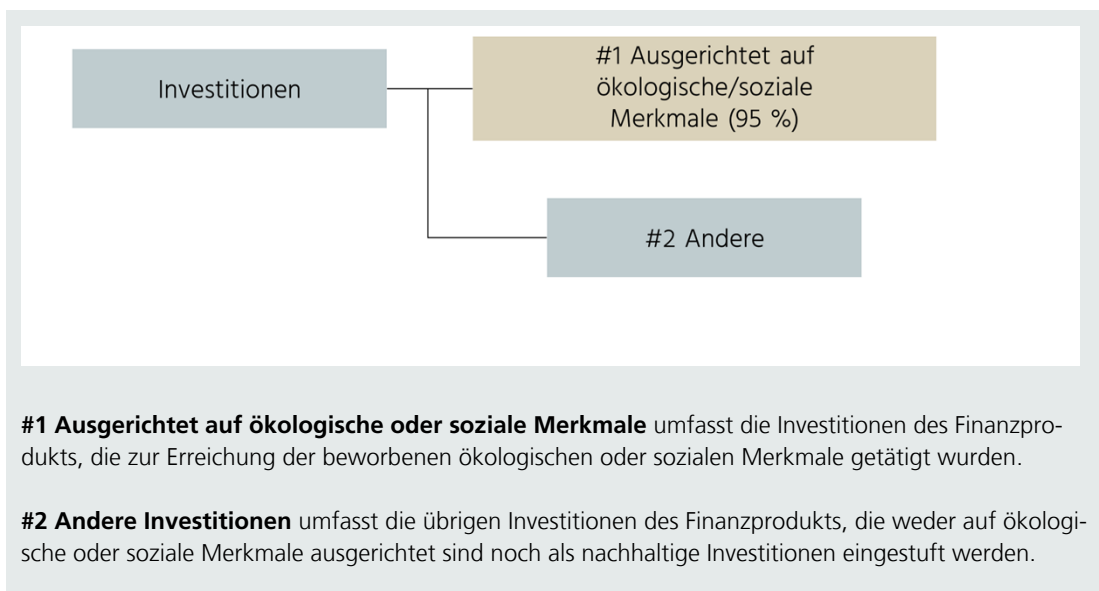 Investitionen
#1 Ausgerichtet auf
ökologische/soziale
Merkmale (95 %)
#2 Andere
#1 Ausgerichtet auf ökologische oder soziale Merkmale umfasst die Investitionen des Finanzpro-
dukts, die zur Erreichung der beworbenen ökologischen oder sozialen Merkmale getätigt wurden.
#2 Andere Investitionen umfasst die übrigen Investitionen des Finanzprodukts, die weder auf ökologi-
sche oder soziale Merkmale ausgerichtet sind noch als nachhaltige Investitionen eingestuft werden.